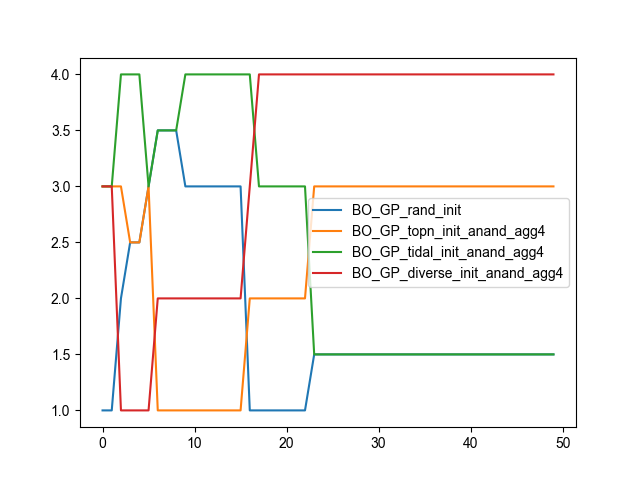 4.0
3.5
3.0
2.5
2.0
1.5
1.0
BO_GP_rand_init
BO_GP_topn_init_anand_agg4
BO_GP_tidal_init_anand_agg4
BO_GP_diverse_init_anand_agg4
0 10 20 30 40 50